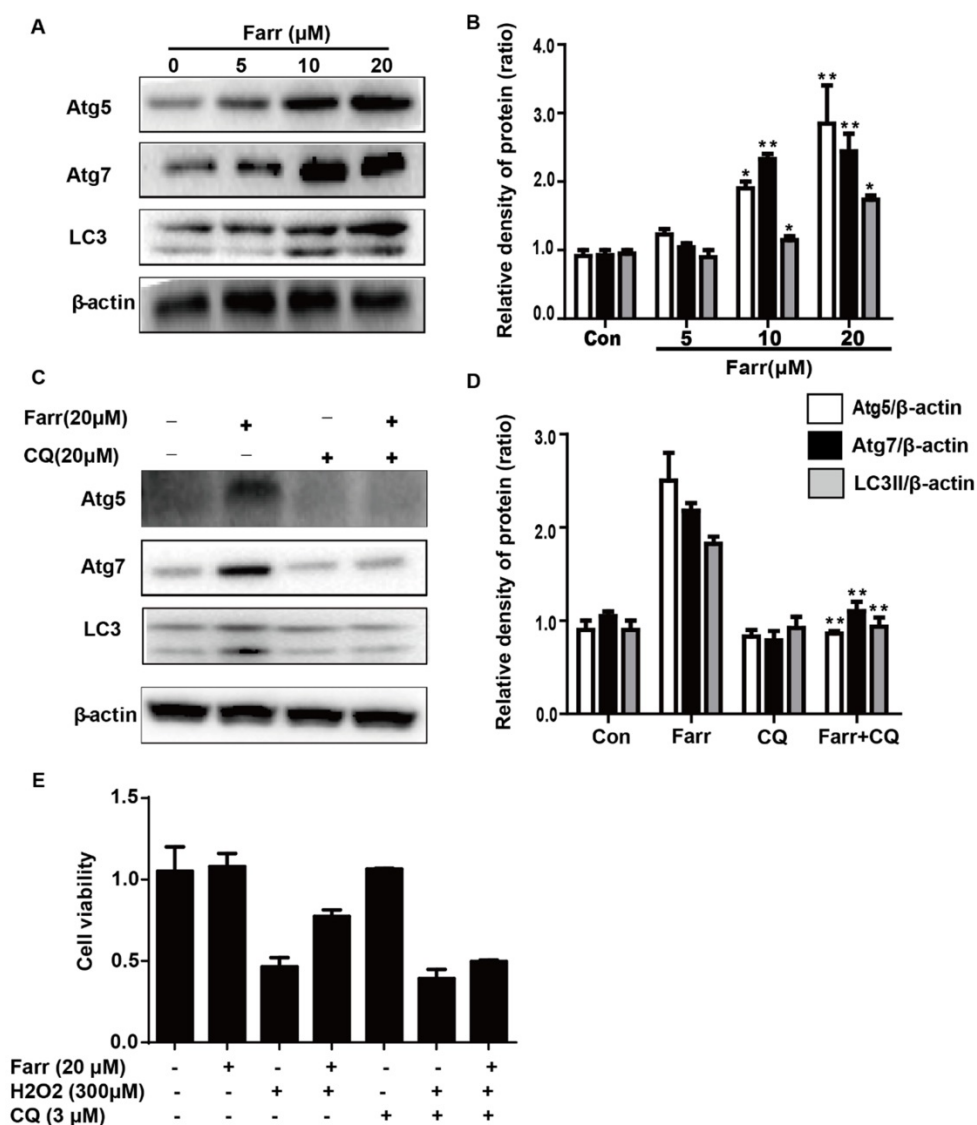 A
Farr (µM)
0 5 10 20
Atg5
Atg7
LC3
β-actin
B
Relative density of protein (ratio)
4.0
3.0
2.0
1.0
0.0
* ** *
** ** *
Con 5 10 20
Farr(µM)
C
Farr(20µM) – + – +
CQ(20µM) – – + +
Atg5
Atg7
LC3
β-actin
D
Relative density of protein (ratio)
3.0
2.0
1.0
0.0
Atg5/β-actin
Atg7/β-actin
LC3II/β-actin
** ** **
Con Farr CQ Farr+CQ
E
Cell viability
1.5
1.0
0.5
0.0
Farr (20 µM) - + - + - - +
H2O2 (300µM) - - + + - + +
CQ (3 µM) - - - - + + +